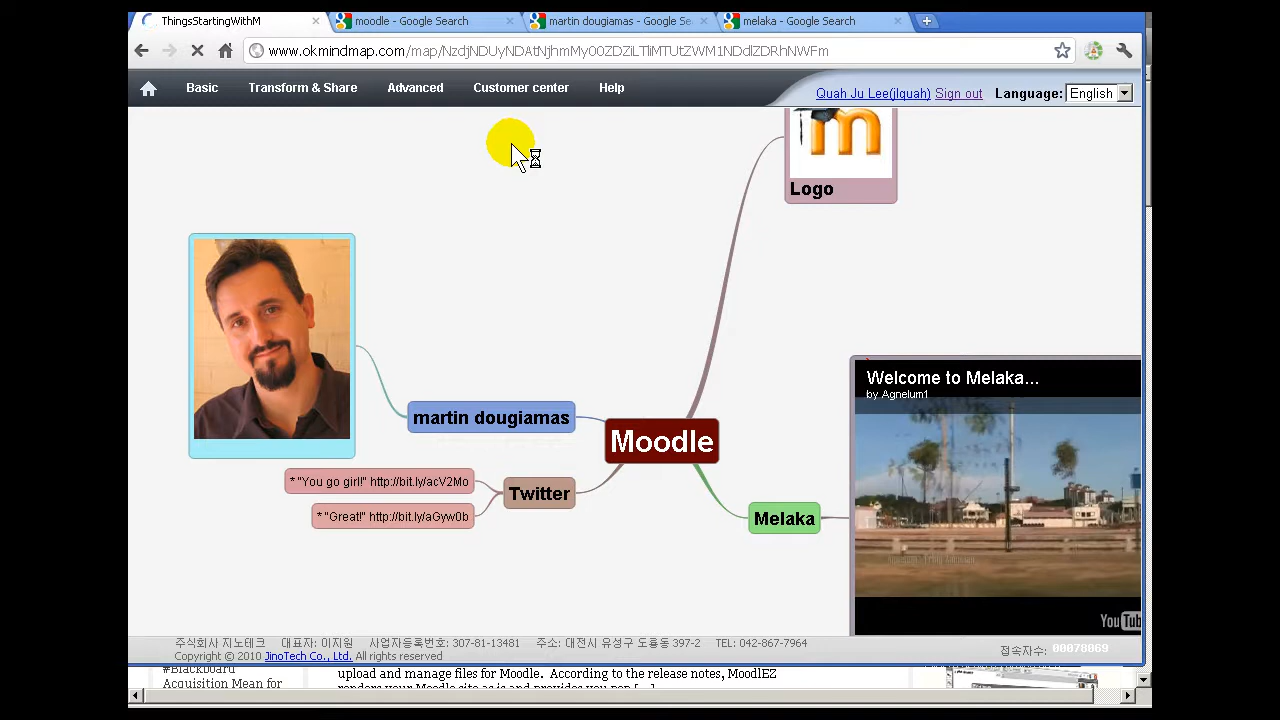 ThingsStartingWithM
moodle - Google Search
martin dougiamas - Google Se
melaka - Google Search
www.okmindmap.com/map/NzdjNDUyNDAtNjhmMy00ZDZiLTliMTUtZWM1NDdlZDRhNWFm
Basic Transform & Share Advanced Customer center Help
Quah Ju Lee(jlquah) Sign out Language: English
m
Logo
Welcome to Melaka...
by Agnelum1
martin dougiamas
Moodle
*"You go girl!" http://bit.ly/acV2Mo
Twitter
*"Great!" http://bit.ly/aGyw0b
Melaka
YouTub
주식회사 지노테크 대표자: 이지원 사업자등록번호: 307-81-13481 주소: 대전시 유성구 도룡동 397-2 TEL: 042-867-7964
Copyright © 2010 JinoTech Co., Ltd. All rights reserved
접속자수: 00078069
#Blackboard
Acquisition Mean for
upload and manage files for Moodle. According to the release notes, MoodlEZ